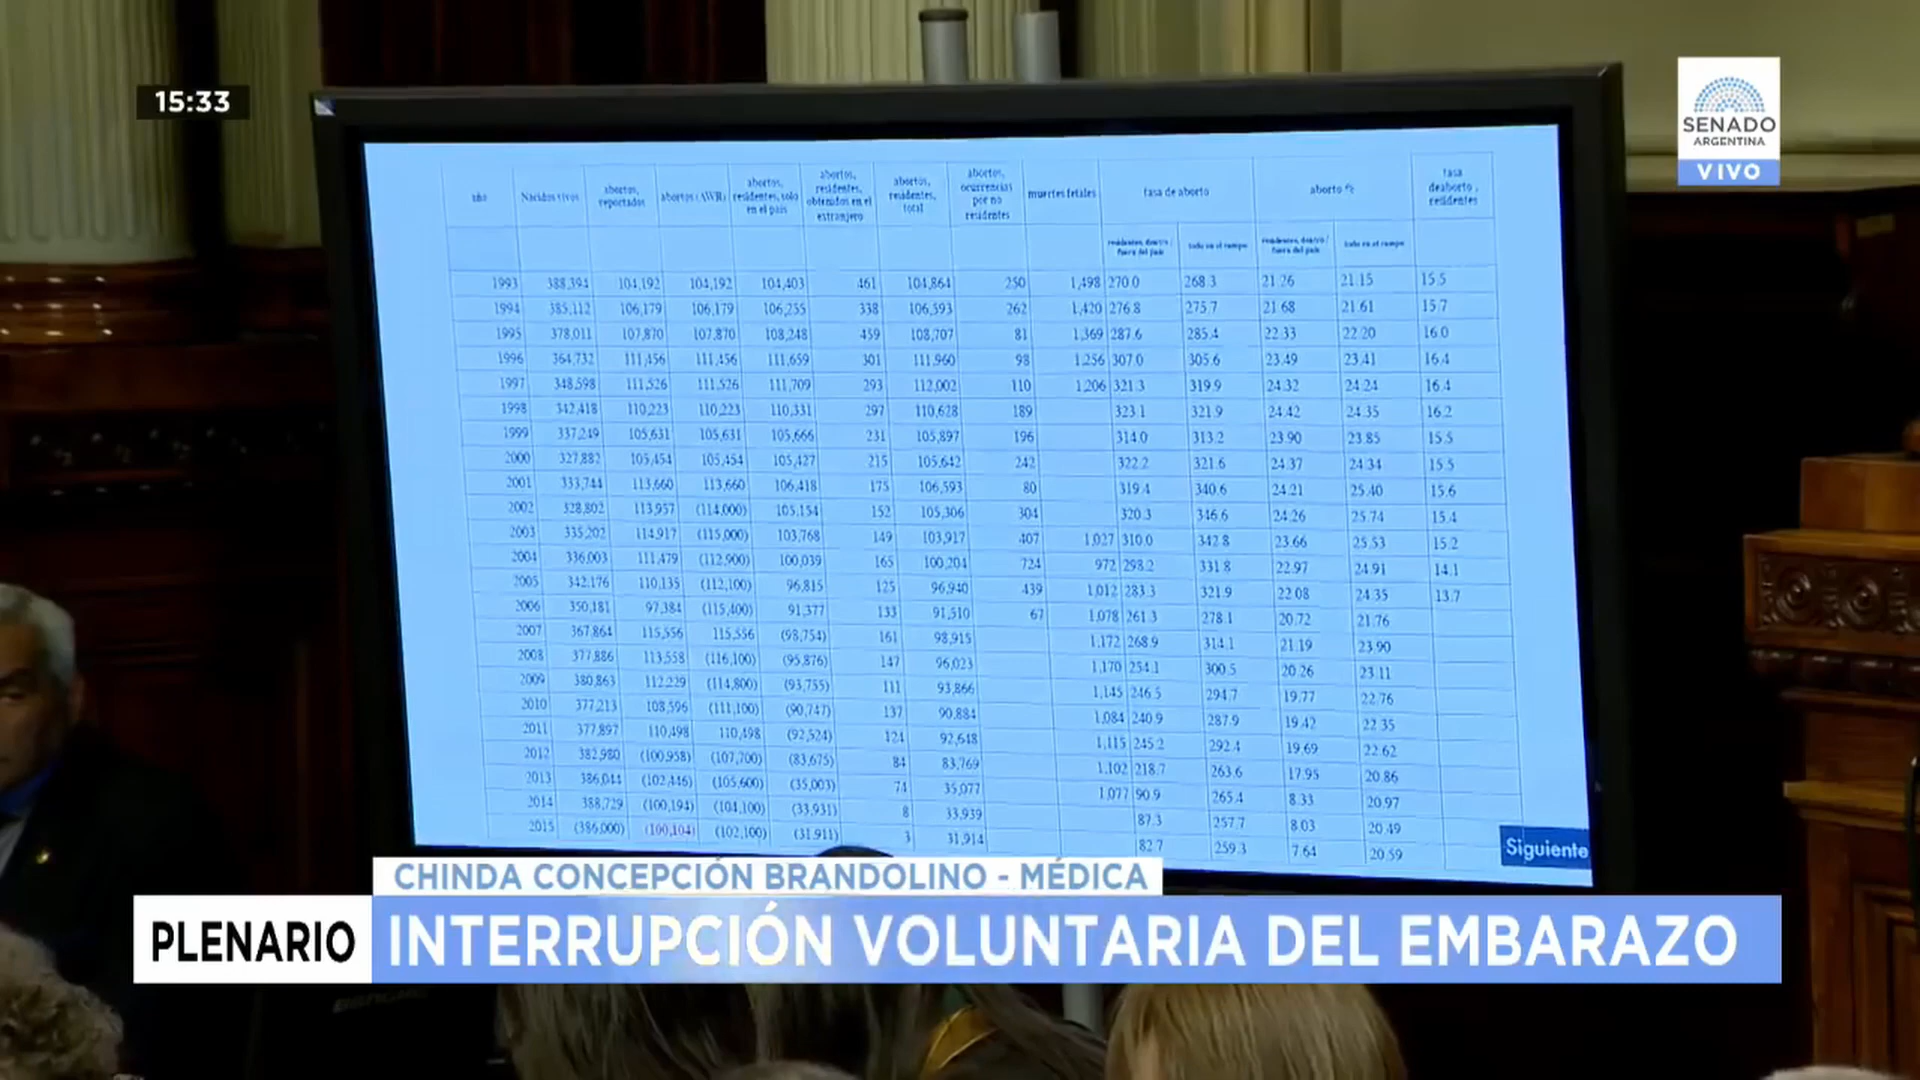 15:33
SENADO
ARGENTINA
VIVO
año Nacidos vivos abortos, reportados abortos (AWR) abortos, residentes, solo en el país abortos, residentes, obtenidos en el extranjero abortos, residentes, total abortos, ocurrencias por no residentes muertes fetales tasa de aborto aborto % tasa deaborto, residentes
residentes, dentro / fuera del país todo en el campo residentes, dentro / fuera del país todo en el campo
1993 388,394 104,192 104,192 104,403 461 104,864 250 1,498 270.0 268.3 21.26 21.15 15.5
1994 385,112 106,179 106,179 106,255 338 106,593 262 1,420 276.8 275.7 21.68 21.61 15.7
1995 378,011 107,870 107,870 108,248 459 108,707 81 1,369 287.6 285.4 22.33 22.20 16.0
1996 364,732 111,456 111,456 111,659 301 111,960 98 1,256 307.0 305.6 23.49 23.41 16.4
1997 348,598 111,526 111,526 111,709 293 112,002 110 1,206 321.3 319.9 24.32 24.24 16.4
1998 342,418 110,223 110,223 110,331 297 110,628 189 323.1 321.9 24.42 24.35 16.2
1999 337,249 105,631 105,631 105,666 231 105,897 196 314.0 313.2 23.90 23.85 15.5
2000 327,882 105,454 105,454 105,427 215 105,642 242 322.2 321.6 24.37 24.34 15.5
2001 333,744 113,660 113,660 106,418 175 106,593 80 319.4 340.6 24.21 25.40 15.6
2002 328,802 113,957 (114,000) 105,154 152 105,306 304 320.3 346.6 24.26 25.74 15.4
2003 335,202 114,917 (115,000) 103,768 149 103,917 407 1,027 310.0 342.8 23.66 25.53 15.2
2004 336,003 111,479 (112,900) 100,039 165 100,204 724 972 298.2 331.8 22.97 24.91 14.1
2005 342,176 110,135 (112,100) 96,815 125 96,940 439 1,012 283.3 321.9 22.08 24.35 13.7
2006 350,181 97,384 (115,400) 91,377 133 91,510 67 1,078 261.3 278.1 20.72 21.76
2007 367,864 115,556 115,556 (98,754) 161 98,915 1,172 268.9 314.1 21.19 23.90
2008 377,886 113,558 (116,100) (95,876) 147 96,023 1,170 254.1 300.5 20.26 23.11
2009 380,863 112,229 (114,800) (93,755) 111 93,866 1,145 246.5 294.7 19.77 22.76
2010 377,213 108,596 (111,100) (90,747) 137 90,884 1,084 240.9 287.9 19.42 22.35
2011 377,897 110,498 110,498 (92,524) 124 92,648 1,115 245.2 292.4 19.69 22.62
2012 382,980 (100,958) (107,700) (83,675) 84 83,769 1,102 218.7 263.6 17.95 20.86
2013 386,044 (102,446) (105,600) (35,003) 74 35,077 1,077 90.9 265.4 8.33 20.97
2014 388,729 (100,194) (104,100) (33,931) 8 33,939 87.3 257.7 8.03 20.49
2015 (386,000) (100,104) (102,100) (31,911) 3 31,914 82.7 259.3 7.64 20.59
Siguiente
CHINDA CONCEPCIÓN BRANDOLINO - MÉDICA
PLENARIO INTERRUPCIÓN VOLUNTARIA DEL EMBARAZO